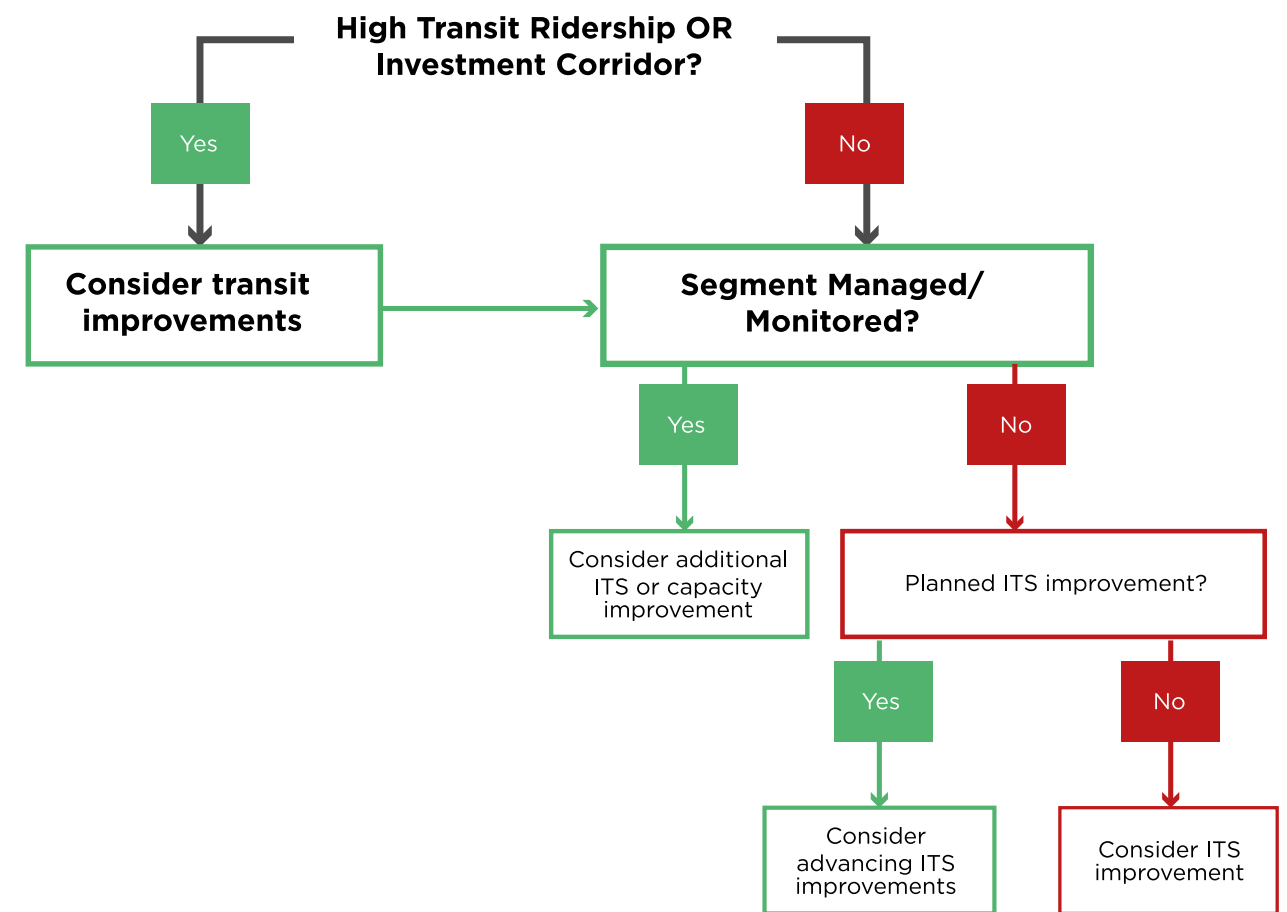 High Transit Ridership OR
Investment Corridor?
Yes
No
Consider transit
improvements
Segment Managed/
Monitored?
Yes
No
Consider additional
ITS or capacity
improvement
Planned ITS improvement?
Yes
No
Consider
advancing ITS
improvements
Consider ITS
improvement